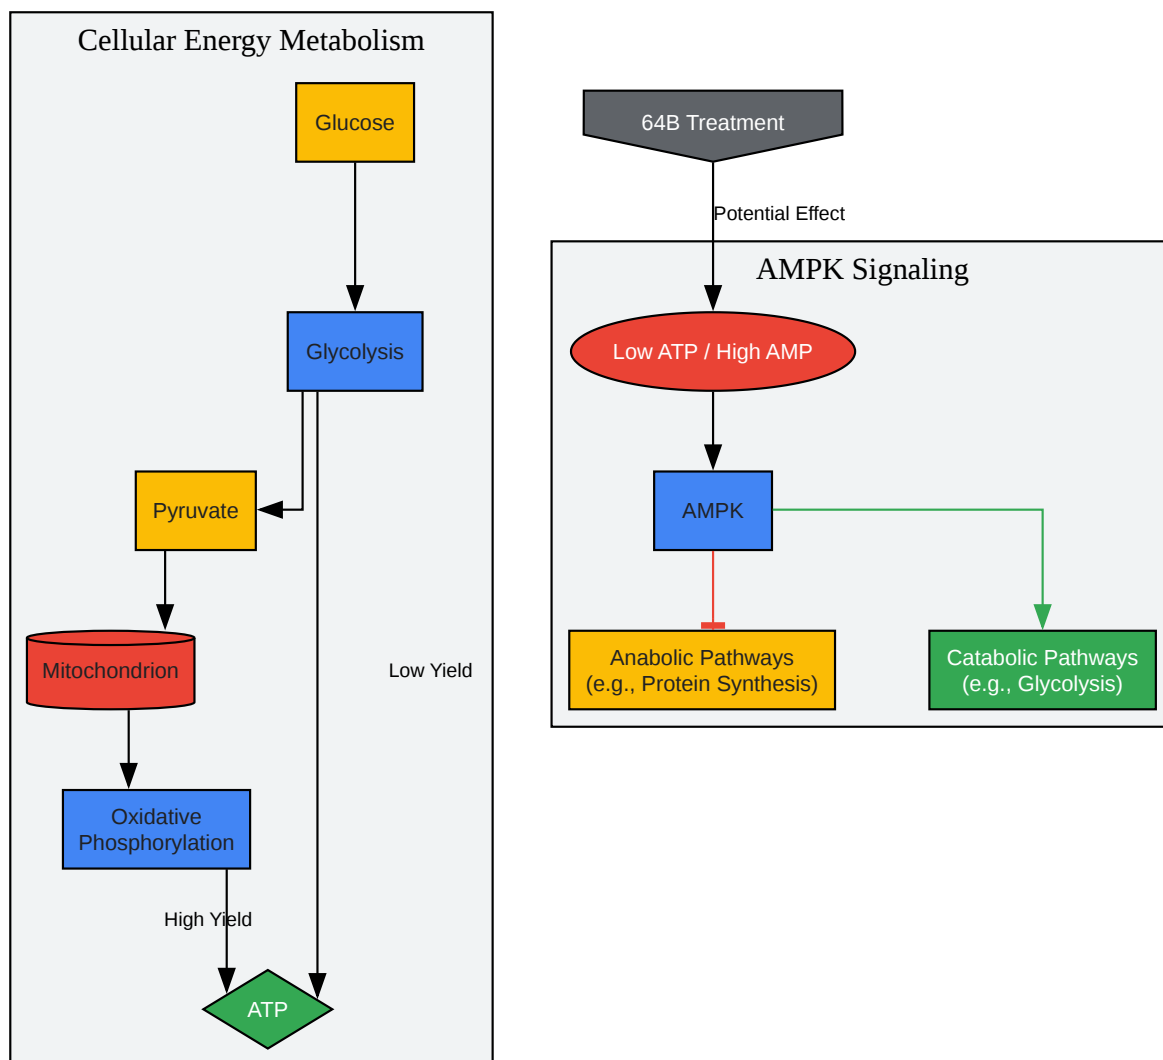 Cellular Energy Metabolism
Glucose
Glycolysis
Pyruvate
Mitochondrion
Low Yield
Oxidative
Phosphorylation
High Yield
ATP
64B Treatment
Potential Effect
AMPK Signaling
Low ATP / High AMP
AMPK
Anabolic Pathways
(e.g., Protein Synthesis)
Catabolic Pathways
(e.g., Glycolysis)